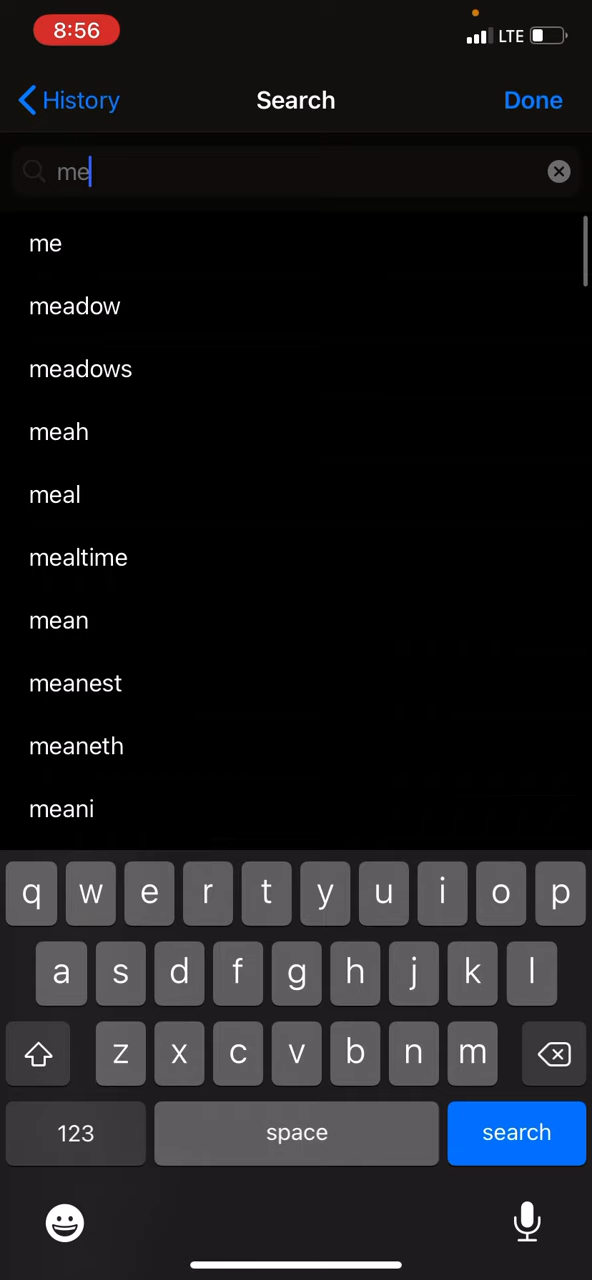 8:56 LTE
History Search Done
me
me
meadow
meadows
meah
meal
mealtime
mean
meanest
meaneth
meani
q w e r t y u i o p
a s d f g h j k l
z x c v b n m
123 space search